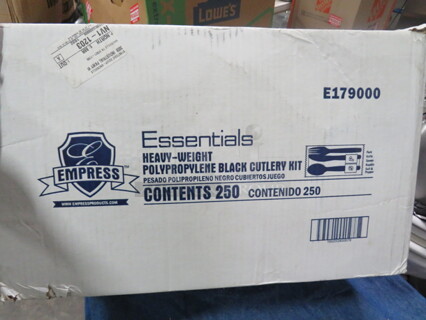 LOWE'S
E179000
Essentials
HEAVY-WEIGHT
POLYPROPYLENE BLACK CUTLERY KIT
PESADO POLIPROPILENO NEGRO CUBIERTOS JUEGO
CONTENTS 250 CONTENIDO 250
E
EMPRESS
WWW.EMPRESSPRODUCTS.COM